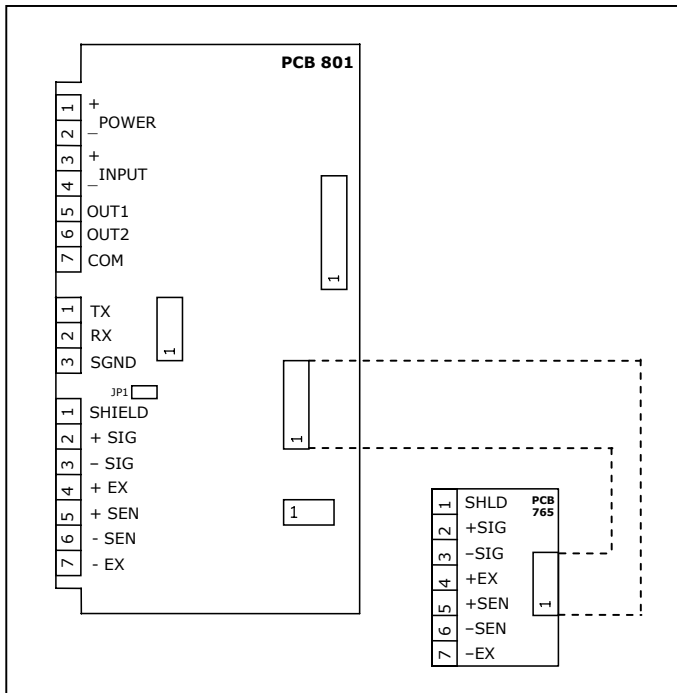 PCB 801
1 +
_POWER
2 _
3 +
_INPUT
4 _
5 OUT1
6 OUT2
7 COM
1
1 TX
2 RX
3 SGND
1
JP1
1 SHIELD
2 + SIG
3 – SIG
4 + EX
5 + SEN
6 - SEN
7 - EX
1
1
PCB
765
1 SHLD
2 +SIG
3 –SIG
4 +EX
5 +SEN
6 –SEN
7 –EX
1